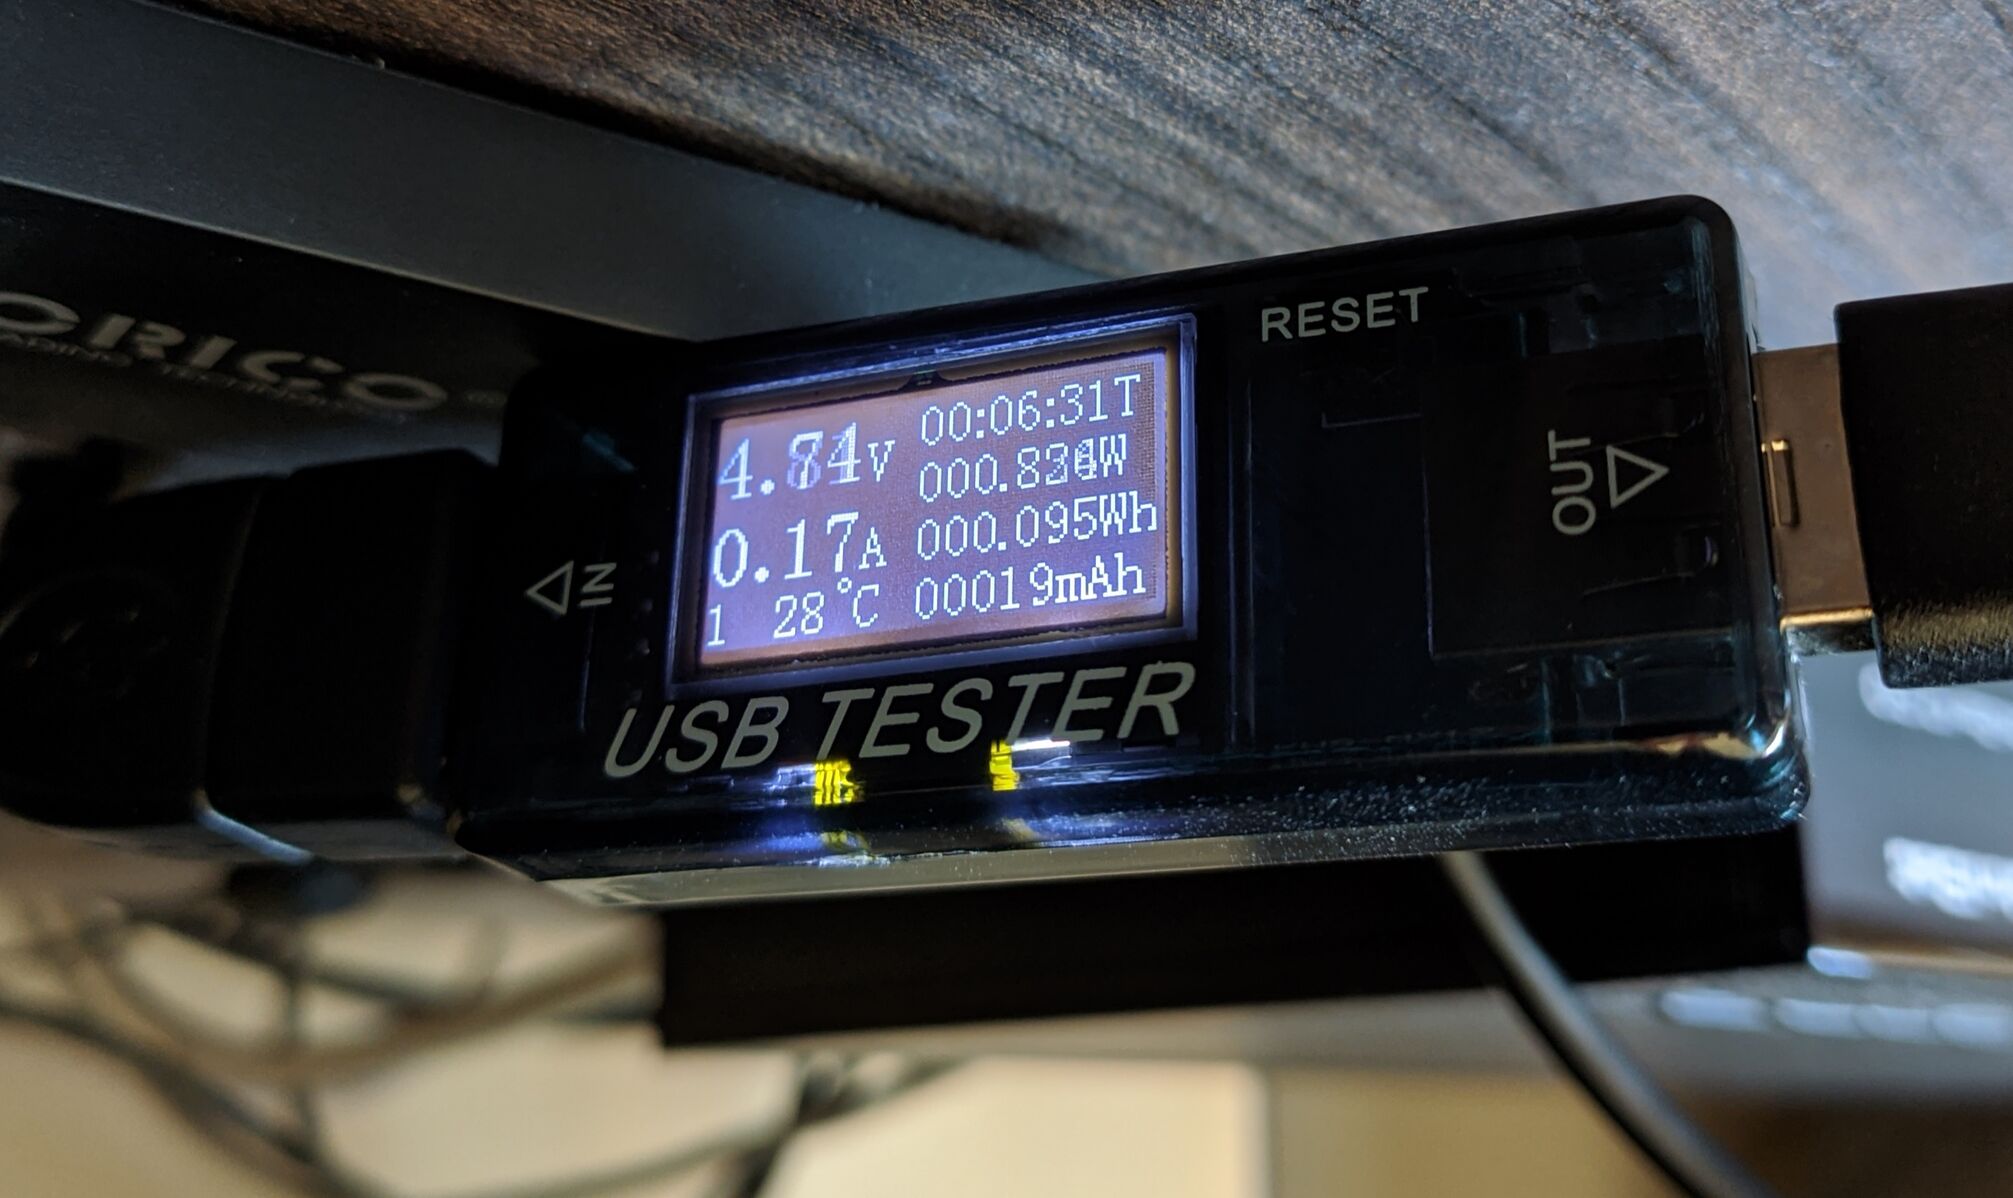 ORICO
RESET
4.84V
00:06:31T
0.17A
000.095Wh
1 28°C
00019mAh
IN
OUT
USB TESTER